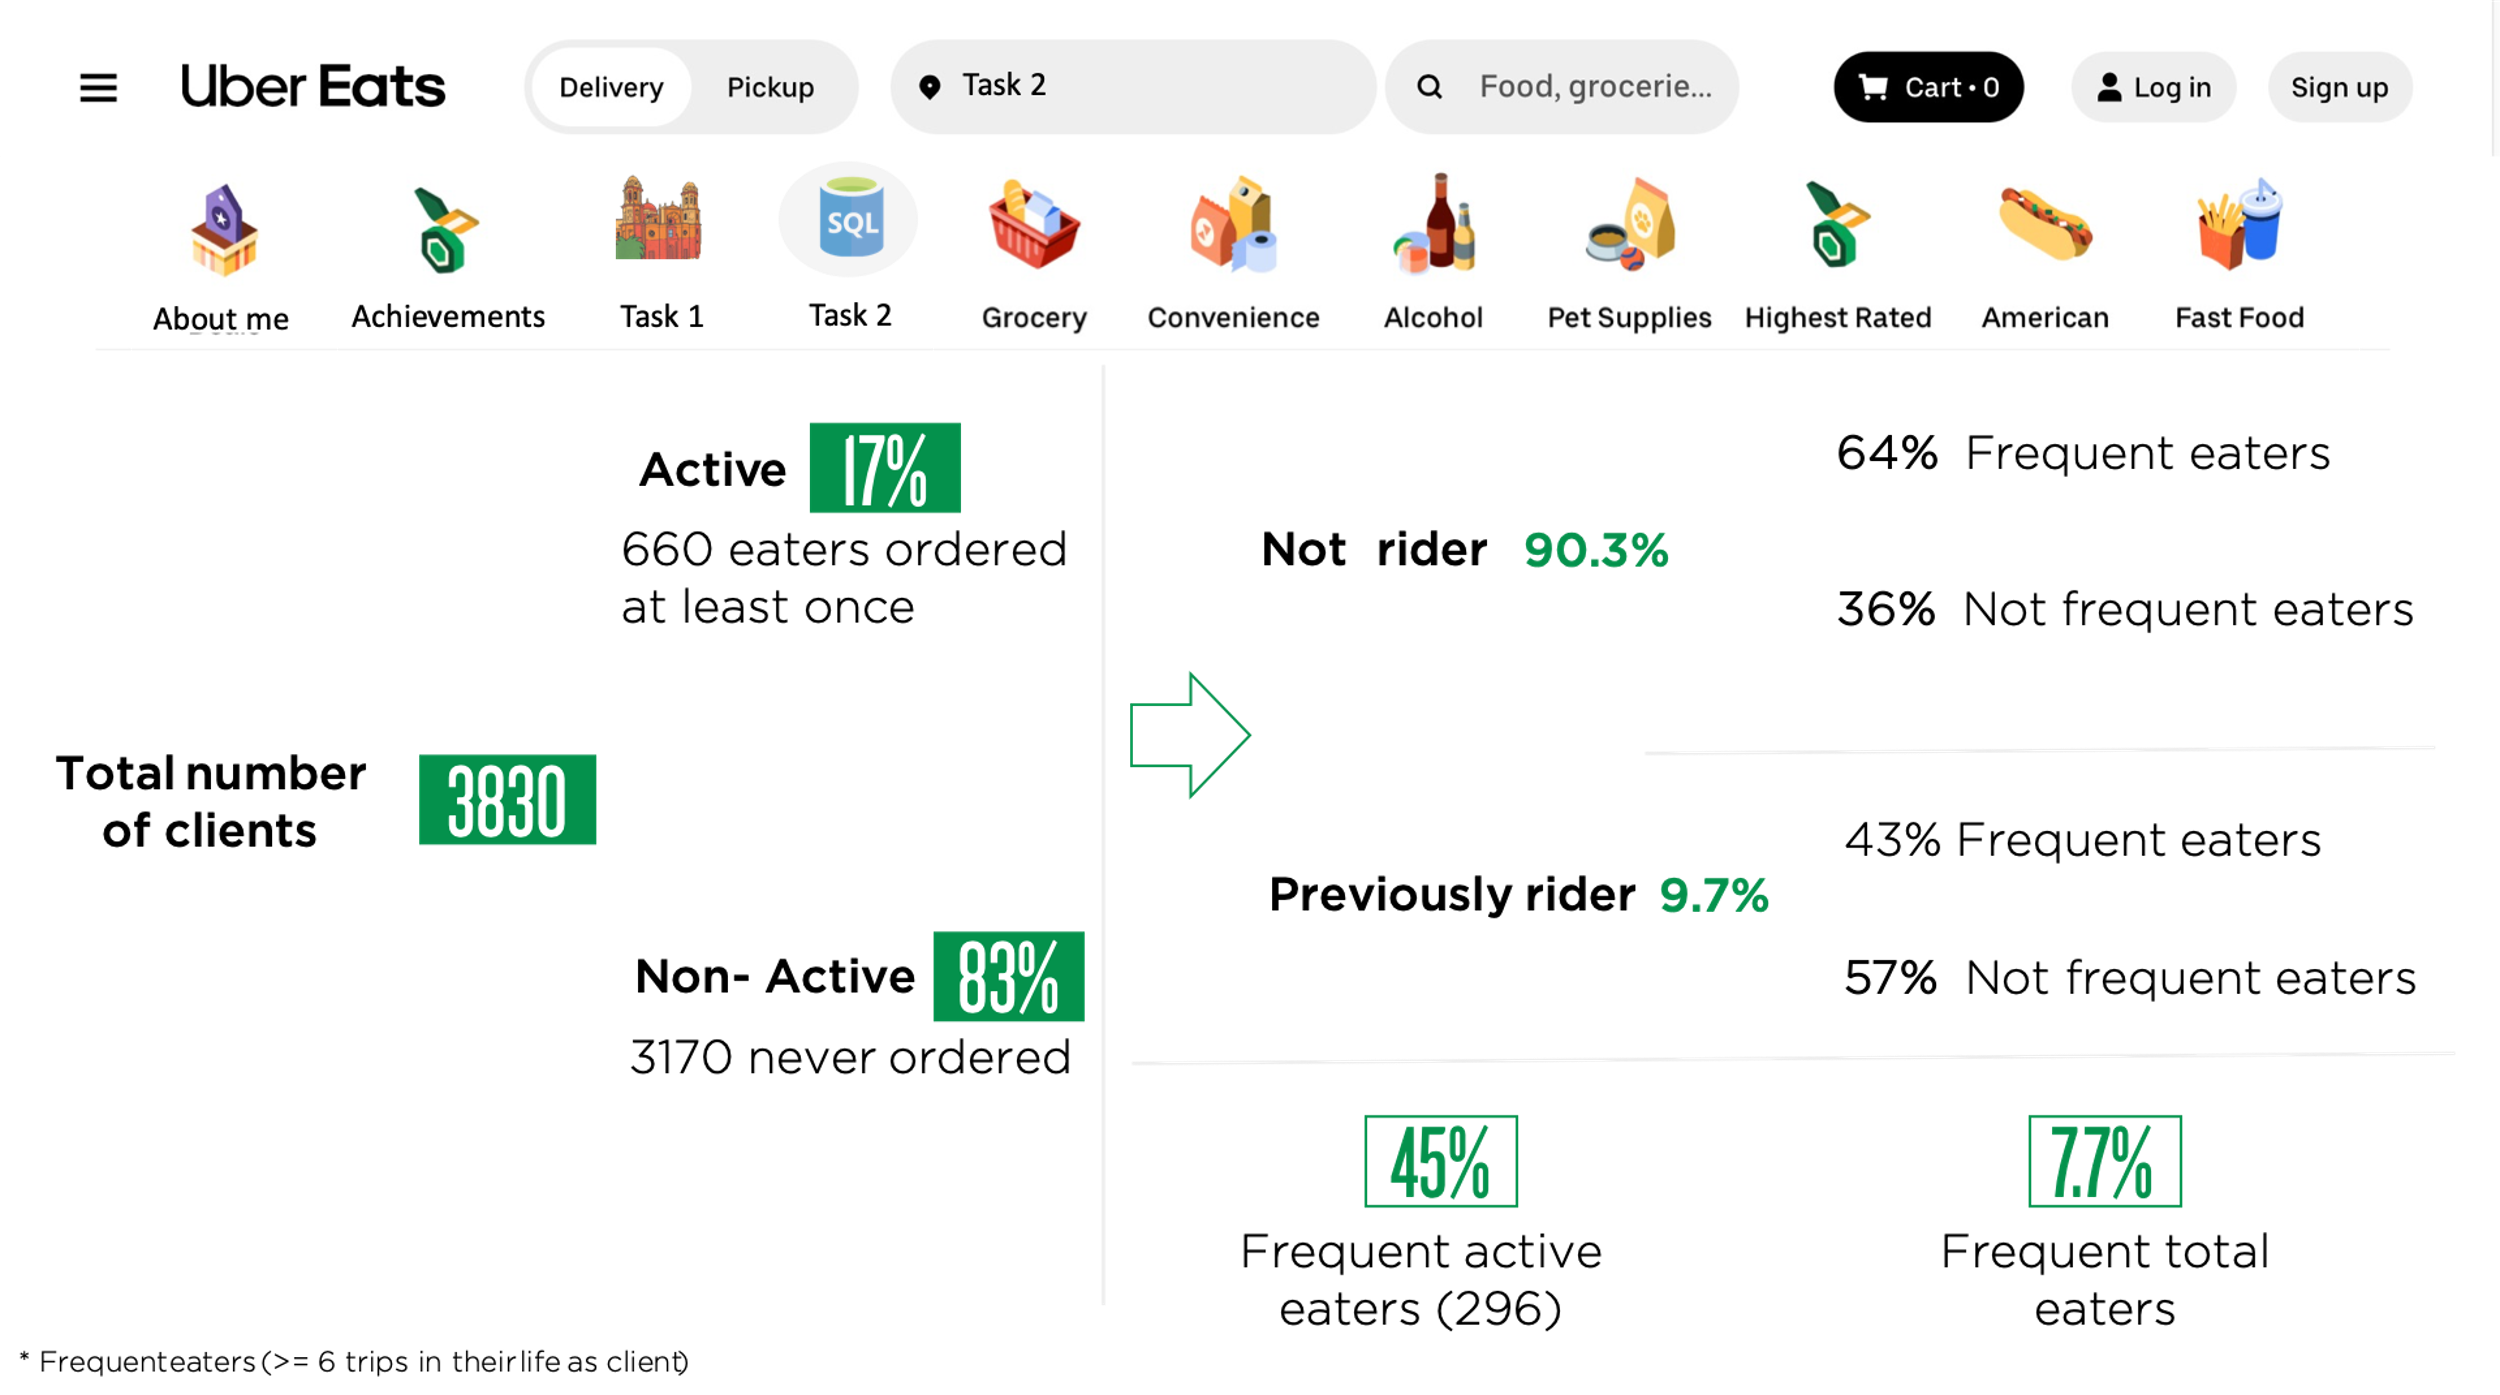 Uber Eats
Delivery
Pickup
Task 2
Food, grocerie...
Cart • 0
Log in
Sign up
SQL
About me
Achievements
Task 1
Task 2
Grocery
Convenience
Alcohol
Pet Supplies
Highest Rated
American
Fast Food
Active 17%
660 eaters ordered
at least once
Total number
of clients
3830
Non- Active 83%
3170 never ordered
Not rider 90.3%
64% Frequent eaters
36% Not frequent eaters
Previously rider 9.7%
43% Frequent eaters
57% Not frequent eaters
45%
Frequent active
eaters (296)
7.7%
Frequent total
eaters
* Frequent eaters (>= 6 trips in their life as client)